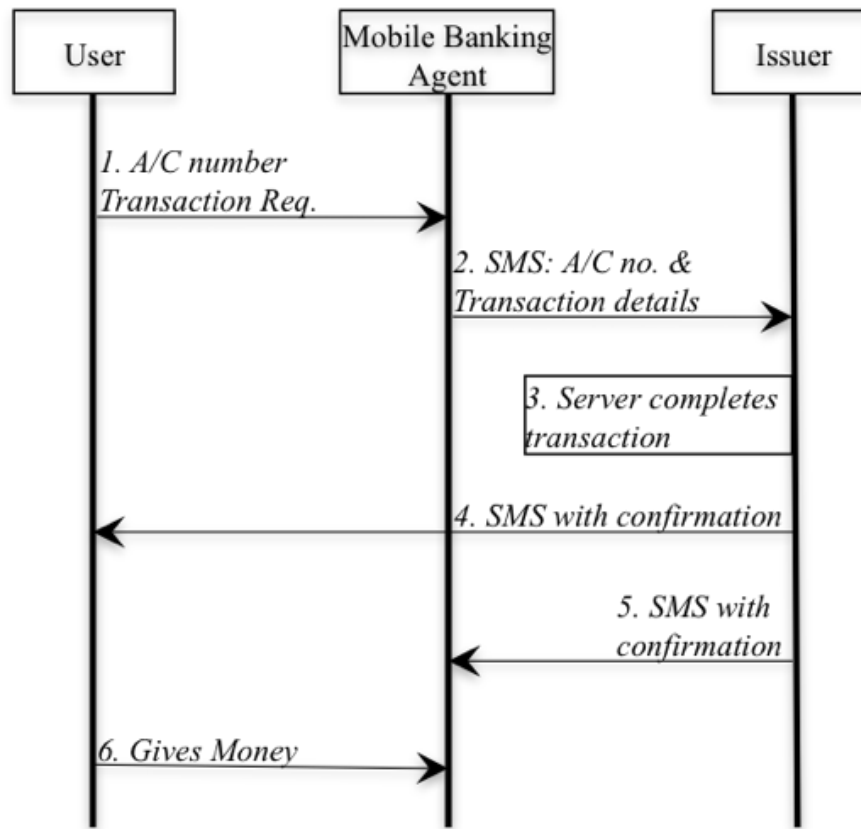 User
Mobile Banking
Agent
Issuer
1. A/C number
Transaction Req.
2. SMS: A/C no. &
Transaction details
3. Server completes
transaction
4. SMS with confirmation
5. SMS with
confirmation
6. Gives Money